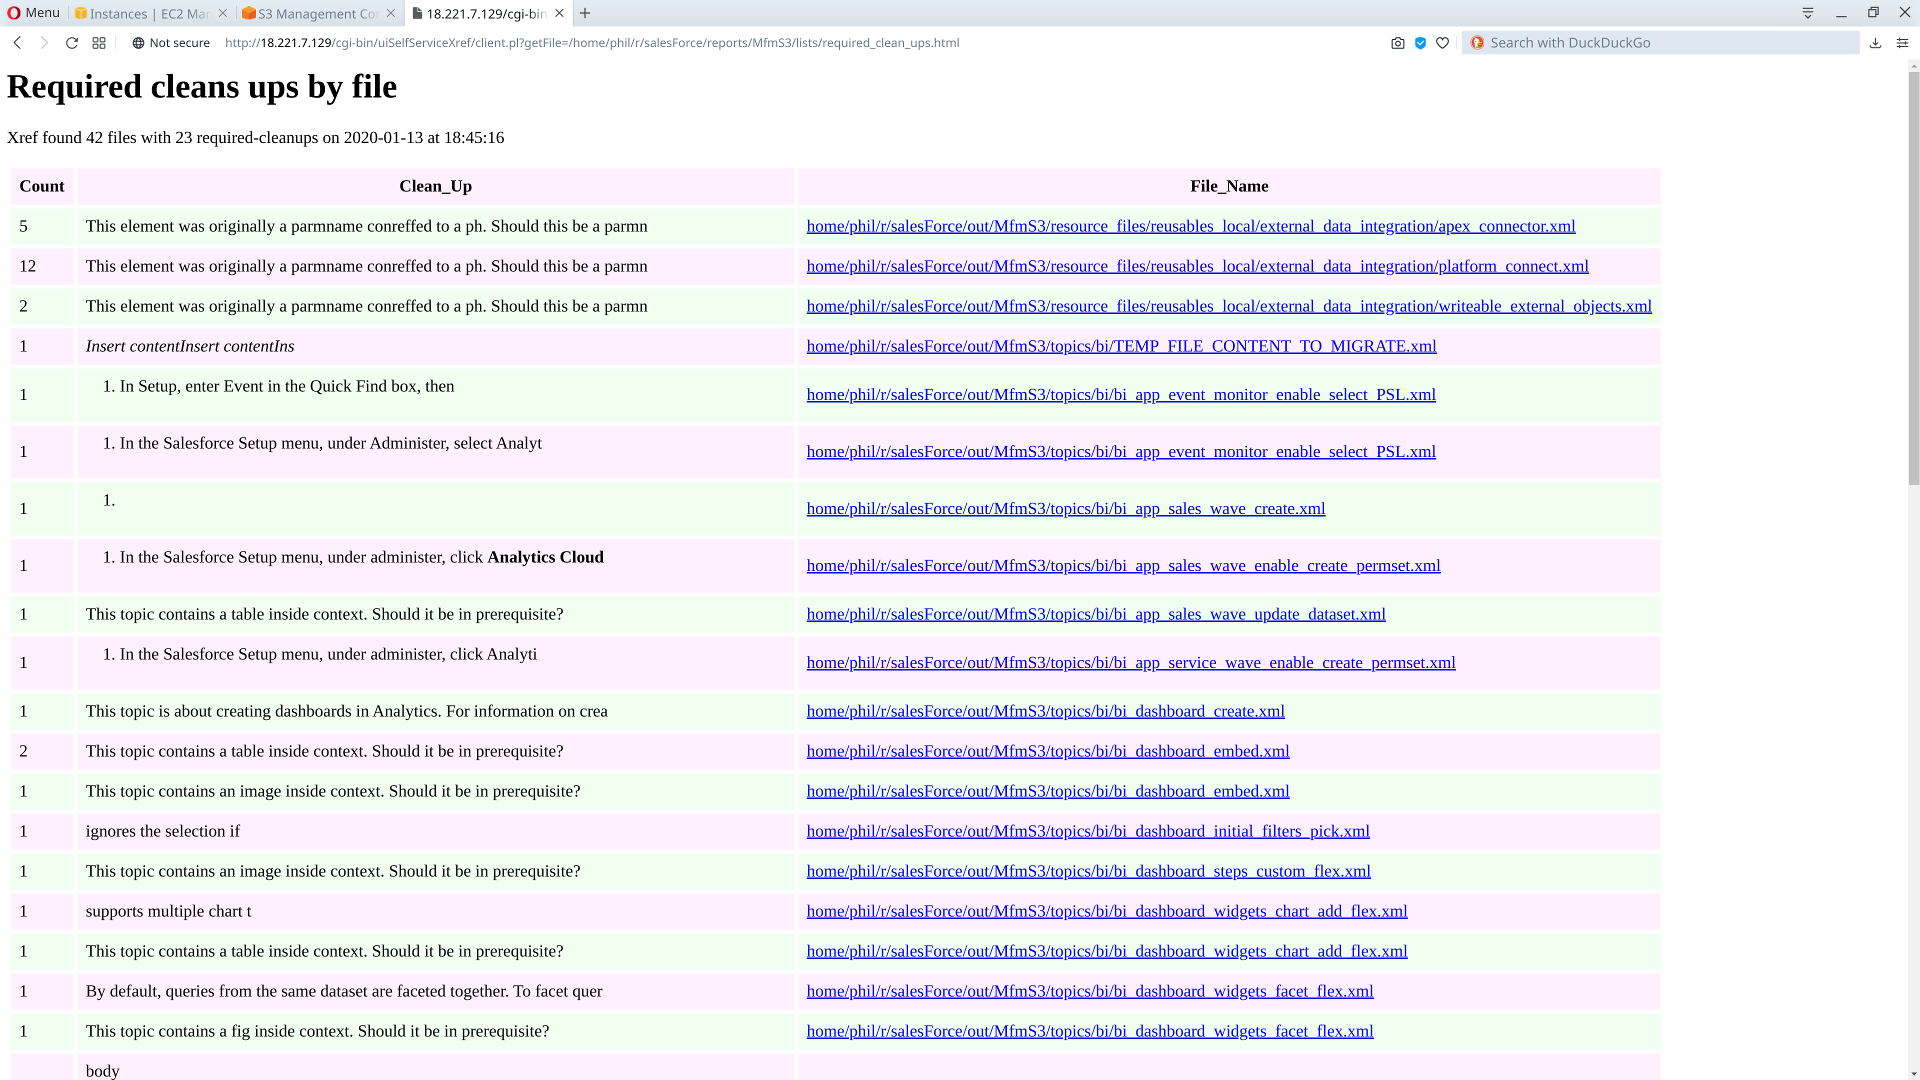 Menu
Instances | EC2 Man
S3 Management Co
18.221.7.129/cgi-bin
Not secure
http://18.221.7.129/cgi-bin/uiSelfServiceXref/client.pl?getFile=/home/phil/r/salesForce/reports/MfmS3/lists/required_clean_ups.html
Search with DuckDuckGo
Required cleans ups by file
Xref found 42 files with 23 required-cleanups on 2020-01-13 at 18:45:16
Count Clean_Up File_Name
5 This element was originally a parmname conreffed to a ph. Should this be a parmn home/phil/r/salesForce/out/MfmS3/resource_files/reusables_local/external_data_integration/apex_connector.xml
12 This element was originally a parmname conreffed to a ph. Should this be a parmn home/phil/r/salesForce/out/MfmS3/resource_files/reusables_local/external_data_integration/platform_connect.xml
2 This element was originally a parmname conreffed to a ph. Should this be a parmn home/phil/r/salesForce/out/MfmS3/resource_files/reusables_local/external_data_integration/writeable_external_objects.xml
1 Insert contentInsert contentIns home/phil/r/salesForce/out/MfmS3/topics/bi/TEMP_FILE_CONTENT_TO_MIGRATE.xml
1 1. In Setup, enter Event in the Quick Find box, then home/phil/r/salesForce/out/MfmS3/topics/bi/bi_app_event_monitor_enable_select_PSL.xml
1 1. In the Salesforce Setup menu, under Administer, select Analyt home/phil/r/salesForce/out/MfmS3/topics/bi/bi_app_event_monitor_enable_select_PSL.xml
1 1. home/phil/r/salesForce/out/MfmS3/topics/bi/bi_app_sales_wave_create.xml
1 1. In the Salesforce Setup menu, under administer, click Analytics Cloud home/phil/r/salesForce/out/MfmS3/topics/bi/bi_app_sales_wave_enable_create_permset.xml
1 This topic contains a table inside context. Should it be in prerequisite? home/phil/r/salesForce/out/MfmS3/topics/bi/bi_app_sales_wave_update_dataset.xml
1 1. In the Salesforce Setup menu, under administer, click Analyti home/phil/r/salesForce/out/MfmS3/topics/bi/bi_app_service_wave_enable_create_permset.xml
1 This topic is about creating dashboards in Analytics. For information on crea home/phil/r/salesForce/out/MfmS3/topics/bi/bi_dashboard_create.xml
2 This topic contains a table inside context. Should it be in prerequisite? home/phil/r/salesForce/out/MfmS3/topics/bi/bi_dashboard_embed.xml
1 This topic contains an image inside context. Should it be in prerequisite? home/phil/r/salesForce/out/MfmS3/topics/bi/bi_dashboard_embed.xml
1 ignores the selection if home/phil/r/salesForce/out/MfmS3/topics/bi/bi_dashboard_initial_filters_pick.xml
1 This topic contains an image inside context. Should it be in prerequisite? home/phil/r/salesForce/out/MfmS3/topics/bi/bi_dashboard_steps_custom_flex.xml
1 supports multiple chart t home/phil/r/salesForce/out/MfmS3/topics/bi/bi_dashboard_widgets_chart_add_flex.xml
1 This topic contains a table inside context. Should it be in prerequisite? home/phil/r/salesForce/out/MfmS3/topics/bi/bi_dashboard_widgets_chart_add_flex.xml
1 By default, queries from the same dataset are faceted together. To facet quer home/phil/r/salesForce/out/MfmS3/topics/bi/bi_dashboard_widgets_facet_flex.xml
1 This topic contains a fig inside context. Should it be in prerequisite? home/phil/r/salesForce/out/MfmS3/topics/bi/bi_dashboard_widgets_facet_flex.xml
body